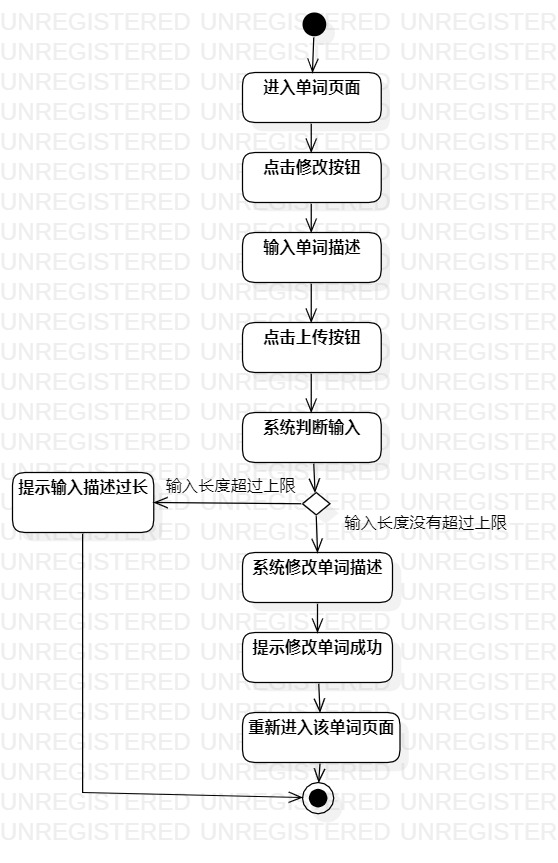 进入单词页面
点击修改按钮
输入单词描述
点击上传按钮
系统判断输入
提示输入描述过长
输入长度超过上限
输入长度没有超过上限
系统修改单词描述
提示修改单词成功
重新进入该单词页面
UNREGISTERED UNREGISTERED UNREGISTERED